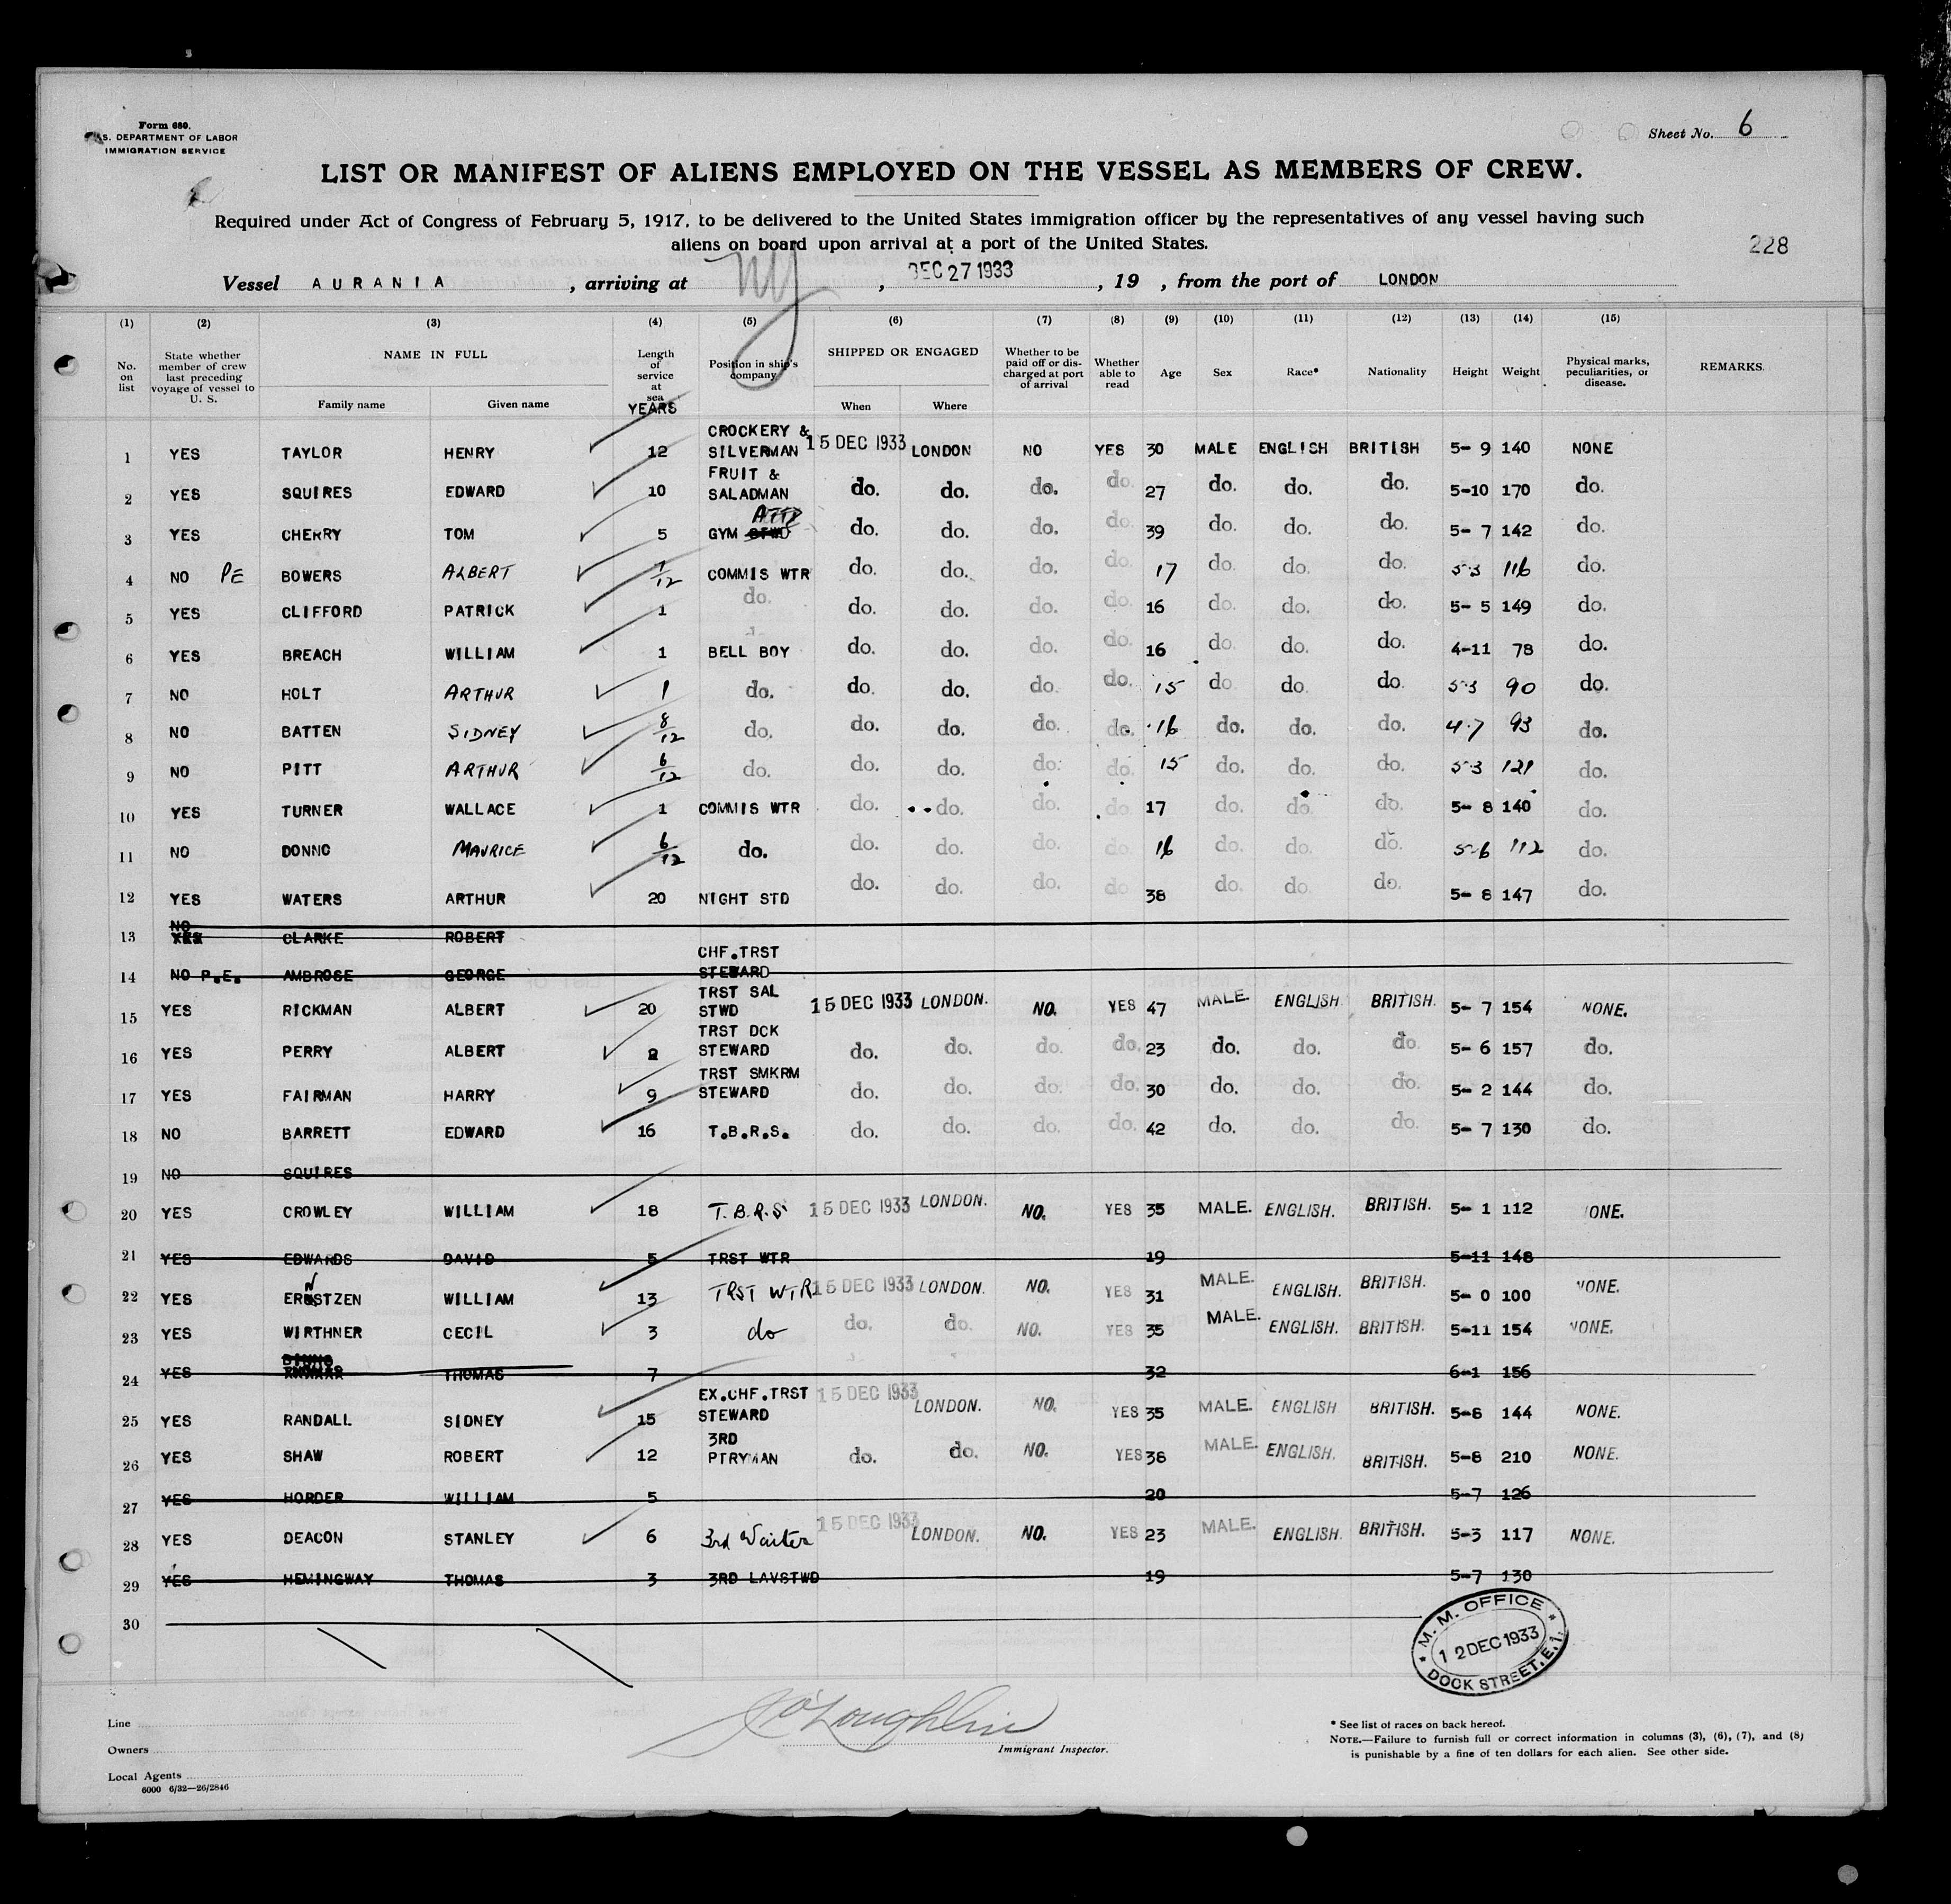 Form 680.
U.S. DEPARTMENT OF LABOR
IMMIGRATION SERVICE
Sheet No. 6
LIST OR MANIFEST OF ALIENS EMPLOYED ON THE VESSEL AS MEMBERS OF CREW.
Required under Act of Congress of February 5, 1917, to be delivered to the United States immigration officer by the representatives of any vessel having such
aliens on board upon arrival at a port of the United States.
228
Vessel AURANIA , arriving at NY , DEC 27 1933 , 19 , from the port of LONDON
(1) (2) (3) (4) (5) (6) (7) (8) (9) (10) (11) (12) (13) (14) (15)
No. on list State whether member of crew last preceding voyage of vessel to U. S. NAME IN FULL Family name Given name Length of service at sea YEARS Position in ship's company SHIPPED OR ENGAGED When Where Whether to be paid off or discharged at port of arrival Whether able to read Age Sex Race* Nationality Height Weight Physical marks, peculiarities, or disease. REMARKS.
1 YES TAYLOR HENRY 12 CROCKERY & SILVERMAN 15 DEC 1933 LONDON NO YES 30 MALE ENGLISH BRITISH 5- 9 140 NONE
2 YES SQUIRES EDWARD 10 FRUIT & SALADMAN do. do. do. do. 27 do. do. do. 5-10 170 do.
3 YES CHERRY TOM 5 GYM STWD ATTD do. do. do. do. 39 do. do. do. 5- 7 142 do.
4 NO PE BOWERS ALBERT 1/12 COMMIS WTR do. do. do. do. 17 do. do. do. 5-3 116 do.
5 YES CLIFFORD PATRICK 1 do. do. do. do. do. 16 do. do. do. 5- 5 149 do.
6 YES BREACH WILLIAM 1 BELL BOY do. do. do. do. 16 do. do. do. 4-11 78 do.
7 NO HOLT ARTHUR 1 do. do. do. do. do. 15 do. do. do. 5-3 90 do.
8 NO BATTEN SIDNEY 8/12 do. do. do. do. do. 16 do. do. do. 4-7 93 do.
9 NO PITT ARTHUR 6/12 do. do. do. do. do. 15 do. do. do. 5-3 121 do.
10 YES TURNER WALLACE 1 COMMIS WTR do. do. do. do. 17 do. do. do. 5- 8 140 do.
11 NO DONNO MAURICE 6/12 do. do. do. do. do. 16 do. do. do. 5-6 112 do.
12 YES WATERS ARTHUR 20 NIGHT STD do. do. do. do. 38 do. do. do. 5- 8 147 do.
13 NO YES CLARKE ROBERT
14 NO P.E. AMBROSE GEORGE CHF.TRST STEWARD
15 YES RICKMAN ALBERT 20 TRST SAL STWD 15 DEC 1933 LONDON. NO. YES 47 MALE. ENGLISH. BRITISH. 5- 7 154 NONE.
16 YES PERRY ALBERT TRST DCK STEWARD do. do. do. do. 23 do. do. do. 5- 6 157 do.
17 YES FAIRMAN HARRY 9 TRST SMKRM STEWARD do. do. do. do. 30 do. do. do. 5- 2 144 do.
18 NO BARRETT EDWARD 16 T.B.R.S. do. do. do. do. 42 do. do. do. 5- 7 130 do.
19 NO SQUIRES
20 YES CROWLEY WILLIAM 18 T.B.R.S 15 DEC 1933 LONDON. NO. YES 35 MALE. ENGLISH. BRITISH. 5- 1 112 ONE.
21 YES EDWARDS DAVID 5 TRST WTR 19 5-11 148
22 YES ERNSTZEN WILLIAM 13 TRST WTR 15 DEC 1933 LONDON. NO. YES 31 MALE. ENGLISH. BRITISH. 5- 0 100 NONE.
23 YES WIRTHNER CECIL 3 do do. do. NO. YES 35 MALE. ENGLISH. BRITISH. 5-11 154 NONE.
24 YES THOMAS 7 32 6-1 156
25 YES RANDALL SIDNEY 15 EX.CHF.TRST STEWARD 15 DEC 1933 LONDON. NO. YES 35 MALE. ENGLISH BRITISH. 5-8 144 NONE.
26 YES SHAW ROBERT 12 3RD PTRYMAN do. do. NO. YES 38 MALE. ENGLISH. BRITISH. 5-8 210 NONE.
27 YES HORDER WILLIAM 5 20 5-7 126
28 YES DEACON STANLEY 6 3rd Waiter 15 DEC 1933 LONDON. NO. YES 23 MALE. ENGLISH. BRITISH. 5-3 117 NONE.
29 YES HEMINGWAY THOMAS 3 3RD LAVSTWD 19 5-7 130
30
M. M. OFFICE
12 DEC 1933
DOCK STREET, E.1.
Line
Owners
Local Agents
6000 6/32—26/2846
J O'Loughlin
Immigrant Inspector.
* See list of races on back hereof.
NOTE.—Failure to furnish full or correct information in columns (3), (6), (7), and (8)
is punishable by a fine of ten dollars for each alien. See other side.